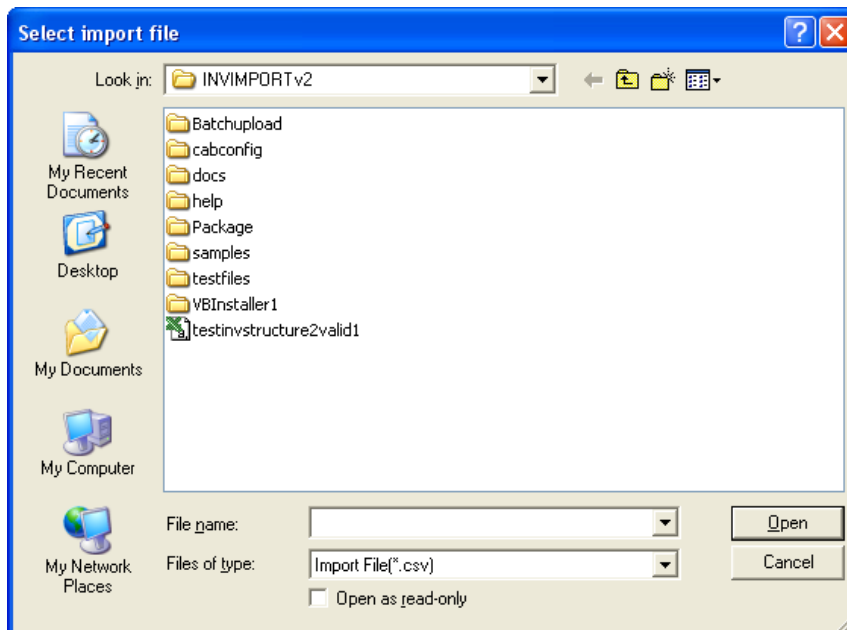 Select import file
Look in:
INVIMPORTv2
My Recent
Documents
Desktop
My Documents
My Computer
My Network
Places
Batchupload
cabconfig
docs
help
Package
samples
testfiles
VBInstaller1
testinvstructure2valid1
File name:
Open
Files of type:
Import File(*.csv)
Cancel
Open as read-only